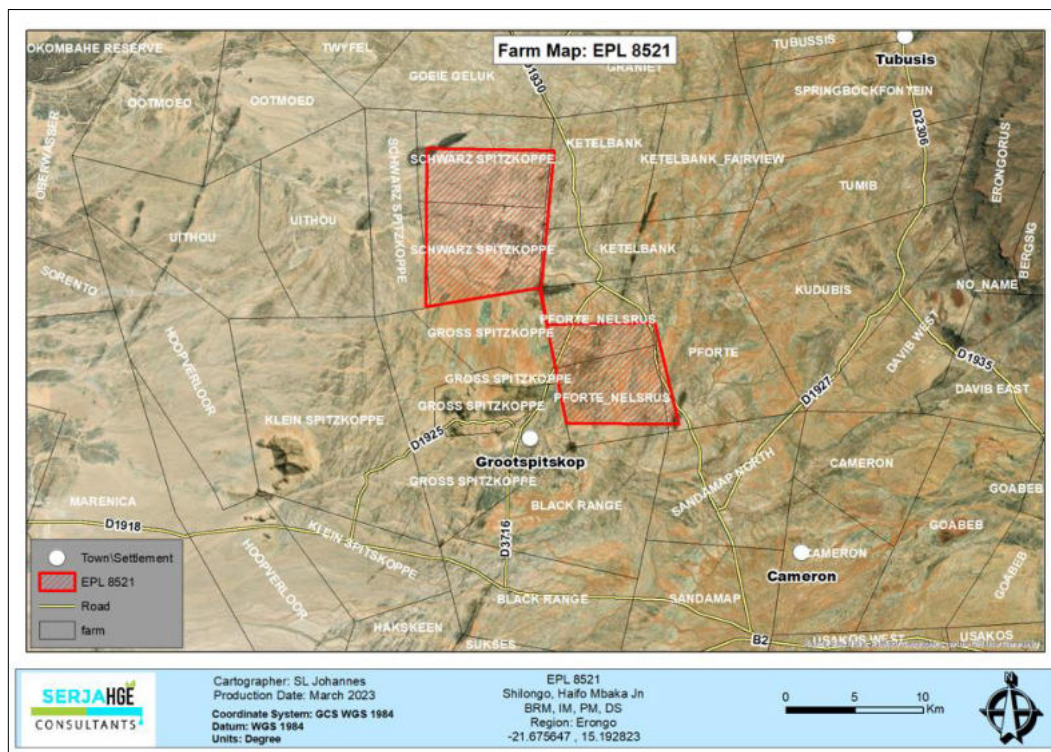 Farm Map: EPL 8521
OKOMBAHE RESERVE
TWYFEL
TUBUSSIS
Tubusis
GRANIET
GOEIE GELUK
D1930
OOTMOED
OOTMOED
SPRINGBOCKFONTEIN
OBERWASSER
D2306
ERONGORUS
SCHWARZ SPITZKOPPE
SCHWARZ SPITZKOPPE
KETELBANK
KETELBANK_FAIRVIEW
TUMIB
UITHOU
UITHOU
SCHWARZ SPITZKOPPE
KETELBANK
BERGSIG
SORENTO
KUDUBIS
NO_NAME
HOOPVERLOOR
GROSS SPITZKOPPE
PFORTE_NELSRUS
PFORTE
DAVIB WEST
D1935
GROSS SPITZKOPPE
DAVIB EAST
D1927
GROSS SPITZKOPPE
PFORTE_NELSRUS
KLEIN SPITZKOPPE
D1925
Grootspitskop
SANDAMAP NORTH
CAMERON
GROSS SPITZKOPPE
GOABEB
MARENICA
BLACK RANGE
D1918
KLEIN SPITSKOPPE
D3716
GOABEB
HOOPVERLOOR
CAMERON
Cameron
GOABEB
BLACK RANGE
SANDAMAP
HAKSKEEN
SUKSES
B2
USAKOS WEST
USAKOS
Town\Settlement
EPL 8521
Road
farm
SERJAHGE
CONSULTANTS
Cartographer: SL Johannes
Production Date: March 2023
Coordinate System: GCS WGS 1984
Datum: WGS 1984
Units: Degree
EPL 8521
Shilongo, Haifo Mbaka Jn
BRM, IM, PM, DS
Region: Erongo
-21.675647 , 15.192823
0 5 10
Km
N